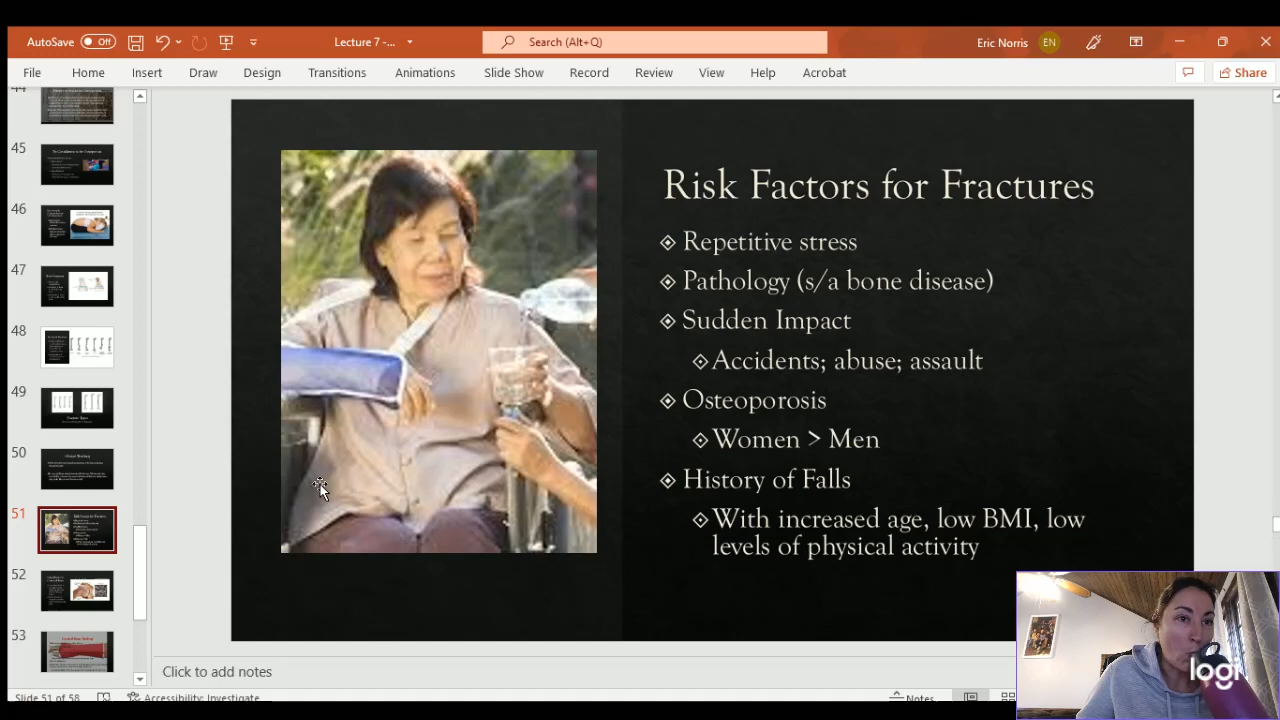 AutoSave Off Lecture 7 -... Search (Alt+Q) Eric Norris EN
File Home Insert Draw Design Transitions Animations Slide Show Record Review View Help Acrobat Share
44
45
46
47
48
49
50
51
52
53
Risk Factors for Fractures
Repetitive stress
Pathology (s/a bone disease)
Sudden Impact
Accidents; abuse; assault
Osteoporosis
Women > Men
History of Falls
With increased age, low BMI, low
levels of physical activity
Click to add notes
Slide 51 of 58 Accessibility: Investigate Notes
logi